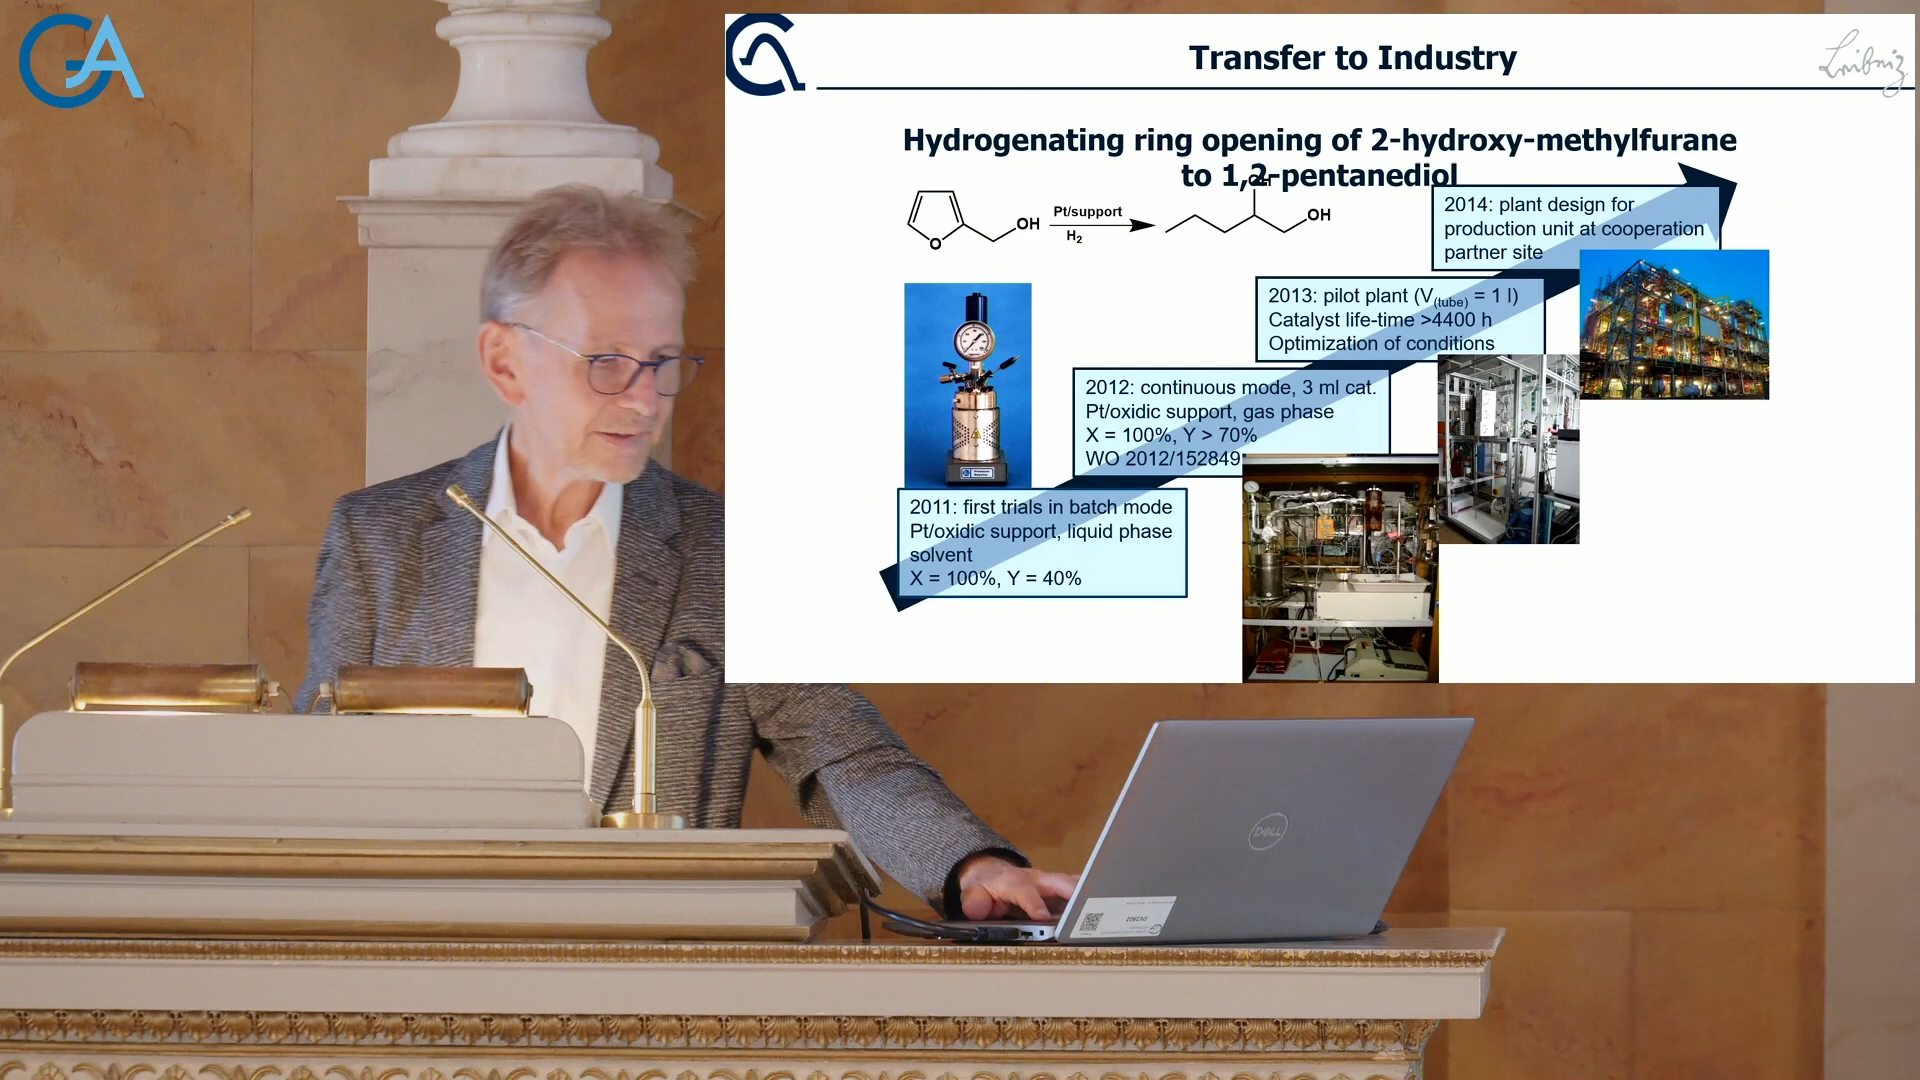 GA
Transfer to Industry
Leibniz
Hydrogenating ring opening of 2-hydroxy-methylfurane
to 1,2-pentanediol
OH
O
OH
Pt/support
H2
OH
2014: plant design for
production unit at cooperation
partner site
2013: pilot plant (V(tube) = 1 l)
Catalyst life-time >4400 h
Optimization of conditions
2012: continuous mode, 3 ml cat.
Pt/oxidic support, gas phase
X = 100%, Y > 70%
WO 2012/152849
2011: first trials in batch mode
Pt/oxidic support, liquid phase
solvent
X = 100%, Y = 40%
DELL